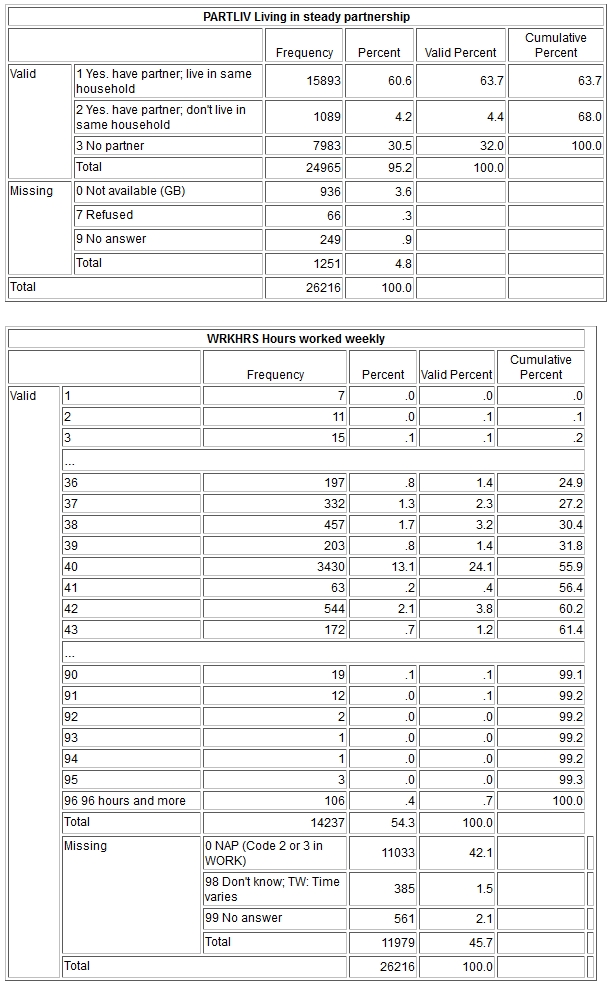 PARTLIV Living in steady partnership
Frequency Percent Valid Percent Cumulative Percent
Valid 1 Yes. have partner; live in same household 15893 60.6 63.7 63.7
2 Yes. have partner; don't live in same household 1089 4.2 4.4 68.0
3 No partner 7983 30.5 32.0 100.0
Total 24965 95.2 100.0
Missing 0 Not available (GB) 936 3.6
7 Refused 66 .3
9 No answer 249 .9
Total 1251 4.8
Total 26216 100.0
WRKHRS Hours worked weekly
Frequency Percent Valid Percent Cumulative Percent
Valid 1 7 .0 .0 .0
2 11 .0 .1 .1
3 15 .1 .1 .2
...
36 197 .8 1.4 24.9
37 332 1.3 2.3 27.2
38 457 1.7 3.2 30.4
39 203 .8 1.4 31.8
40 3430 13.1 24.1 55.9
41 63 .2 .4 56.4
42 544 2.1 3.8 60.2
43 172 .7 1.2 61.4
...
90 19 .1 .1 99.1
91 12 .0 .1 99.2
92 2 .0 .0 99.2
93 1 .0 .0 99.2
94 1 .0 .0 99.2
95 3 .0 .0 99.3
96 96 hours and more 106 .4 .7 100.0
Total 14237 54.3 100.0
Missing 0 NAP (Code 2 or 3 in WORK) 11033 42.1
98 Don't know; TW: Time varies 385 1.5
99 No answer 561 2.1
Total 11979 45.7
Total 26216 100.0